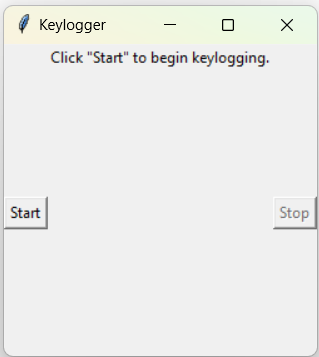 Keylogger
Click "Start" to begin keylogging.
Start
Stop